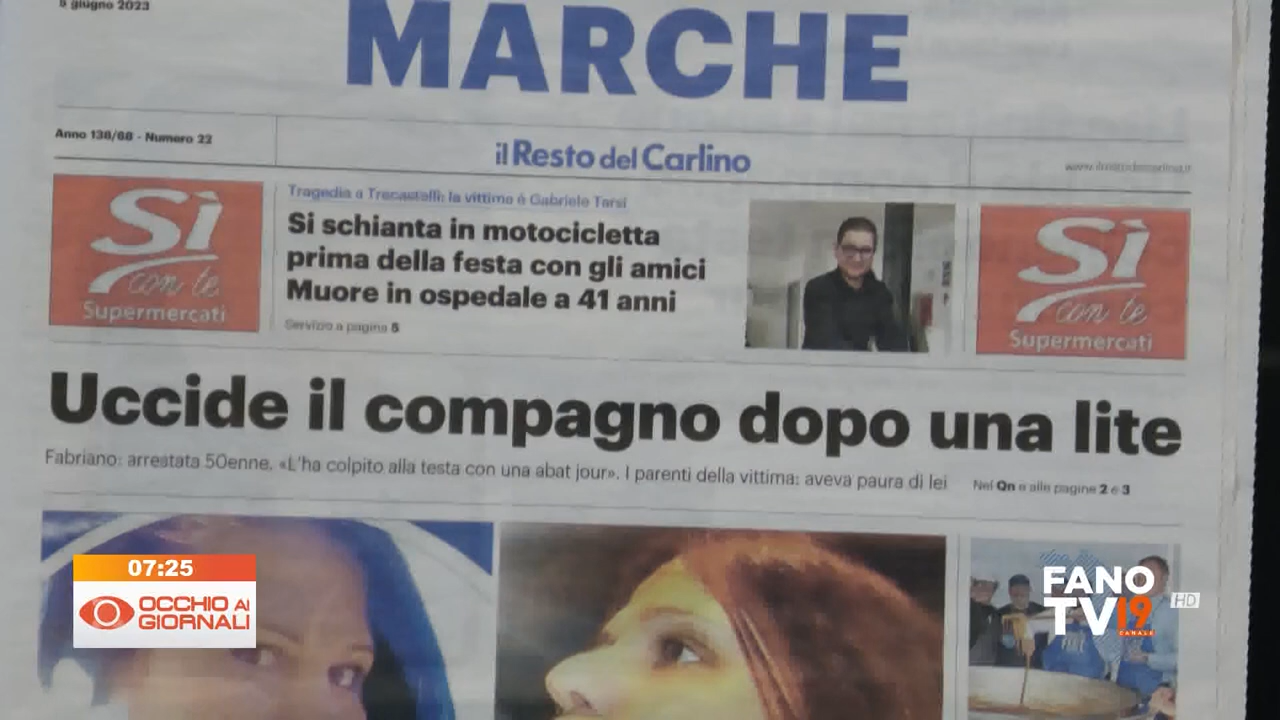 5 giugno 2023
MARCHE
Anno 138/68 - Numero 22
il Resto del Carlino
www.ilrestodelcarlino.it
Sì
con te
Supermercati
Tragedia a Trecastelli: la vittima è Gabriele Tarsi
Si schianta in motocicletta
prima della festa con gli amici
Muore in ospedale a 41 anni
Servizio a pagina 5
Sì
con te
Supermercati
Uccide il compagno dopo una lite
Fabriano: arrestata 50enne. «L'ha colpito alla testa con una abat jour». I parenti della vittima: aveva paura di lei
Nel Qn e alle pagine 2 e 3
07:25
OCCHIO AI
GIORNALI
FANO
TV19
CANALE
HD